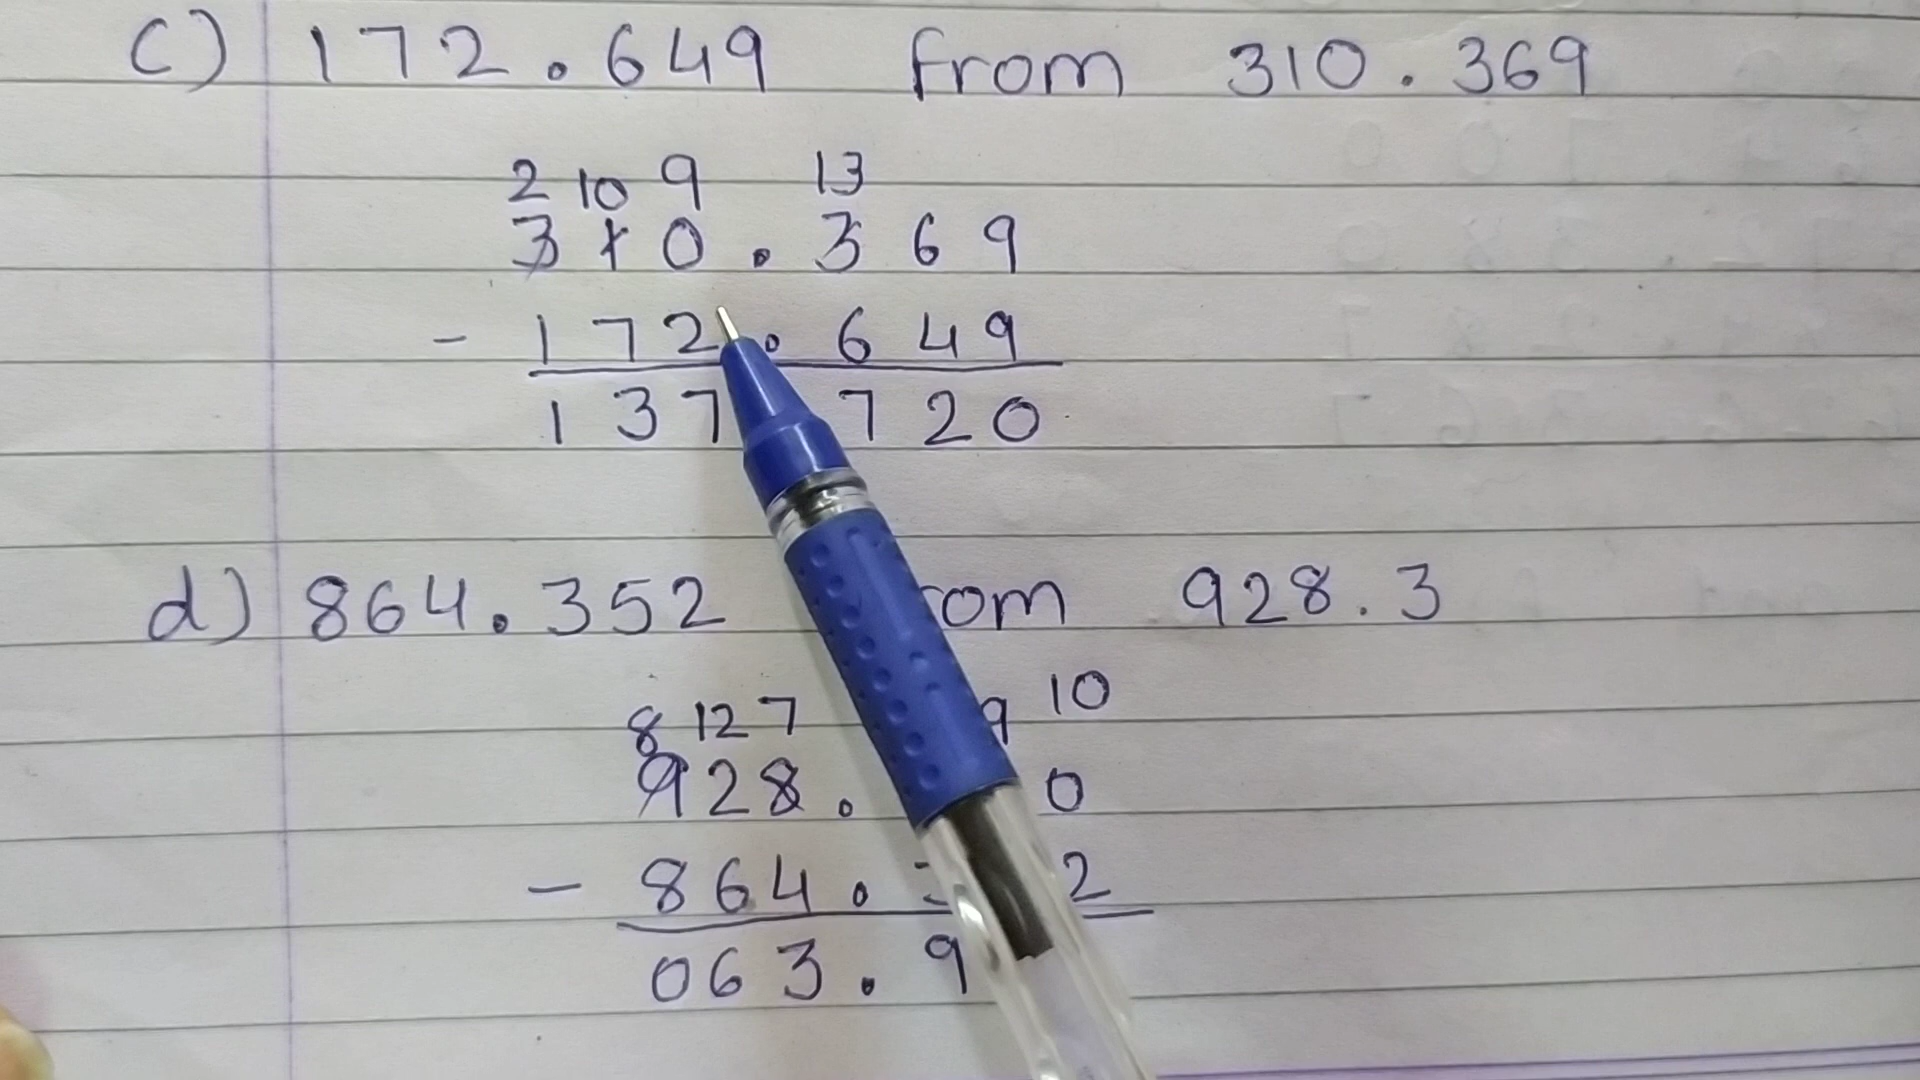 c) 172.649 from 310.369
2 10 9 13
310.369
- 172.649
137 720
d) 864.352 om 928.3
8 12 7 9 10
928. 0
- 864. 2
063.9